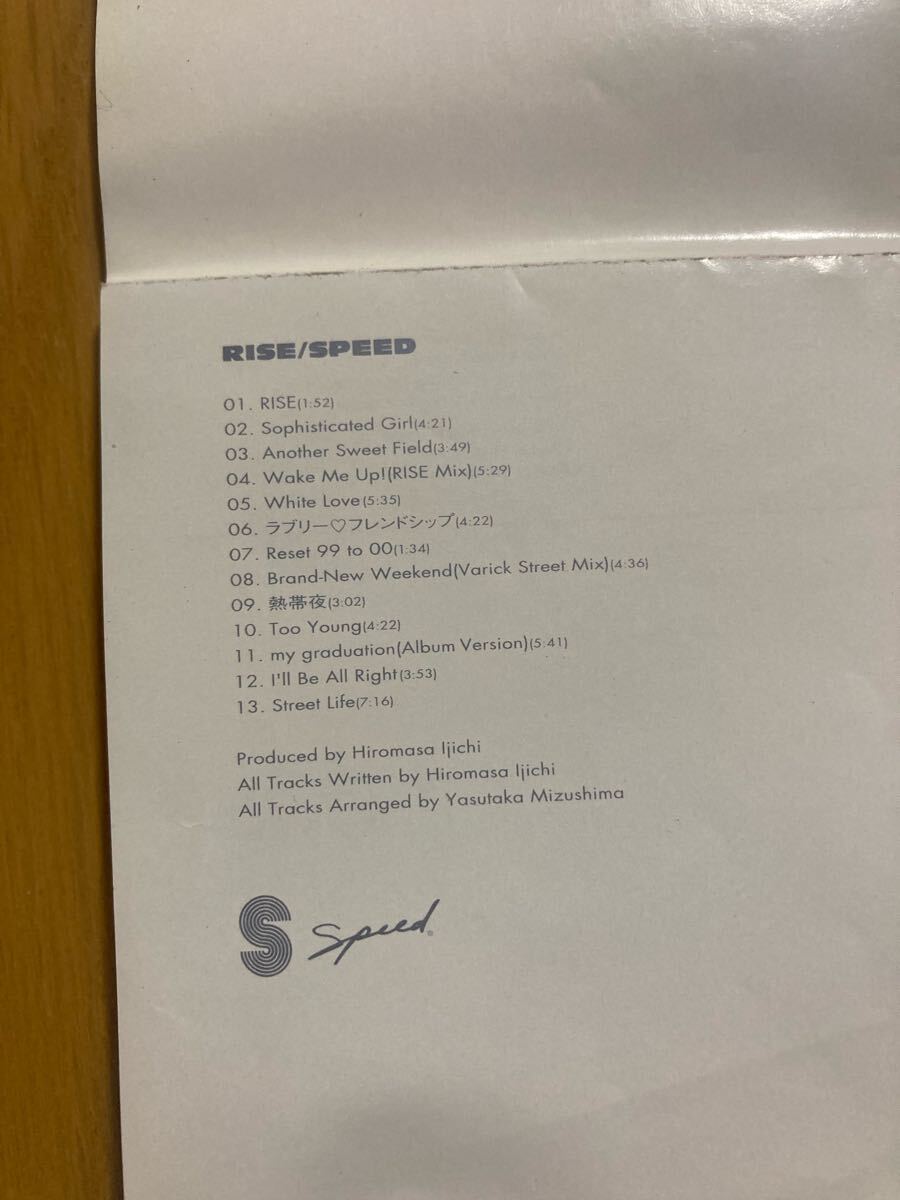 RISE/SPEED
01. RISE(1:52)
02. Sophisticated Girl(4:21)
03. Another Sweet Field(3:49)
04. Wake Me Up!(RISE Mix)(5:29)
05. White Love(5:35)
06. ラブリー♡フレンドシップ(4:22)
07. Reset 99 to 00(1:34)
08. Brand-New Weekend(Varick Street Mix)(4:36)
09. 熱帯夜(3:02)
10. Too Young(4:22)
11. my graduation(Album Version)(5:41)
12. I'll Be All Right(3:53)
13. Street Life(7:16)
Produced by Hiromasa Ijichi
All Tracks Written by Hiromasa Ijichi
All Tracks Arranged by Yasutaka Mizushima
S Speed®